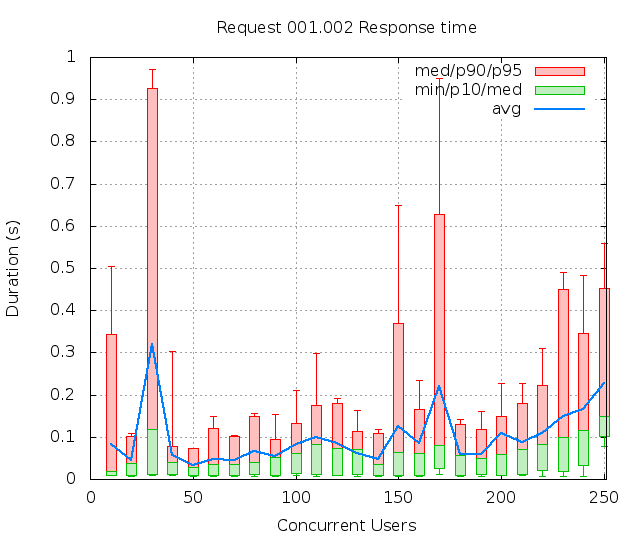 Request 001.002 Response time
med/p90/p95
min/p10/med
avg
Duration (s)
1
0.9
0.8
0.7
0.6
0.5
0.4
0.3
0.2
0.1
0
0 50 100 150 200 250
Concurrent Users